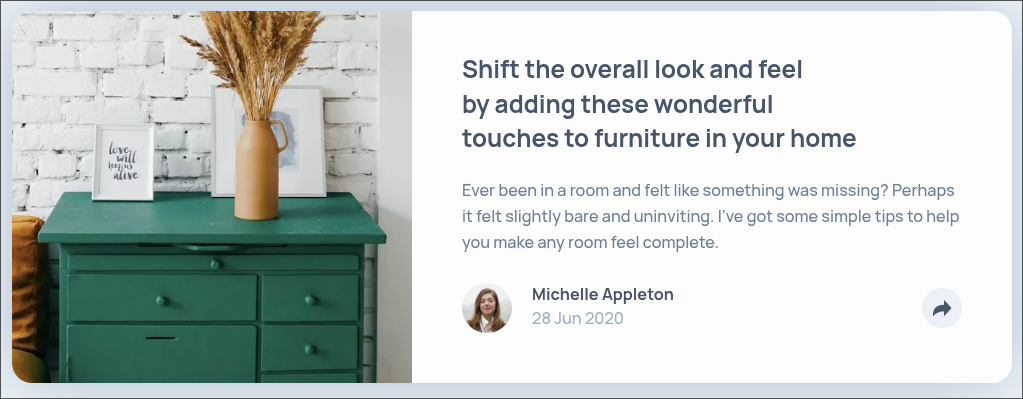 love
will
keep us
alive
Shift the overall look and feel
by adding these wonderful
touches to furniture in your home
Ever been in a room and felt like something was missing? Perhaps
it felt slightly bare and uninviting. I've got some simple tips to help
you make any room feel complete.
Michelle Appleton
28 Jun 2020